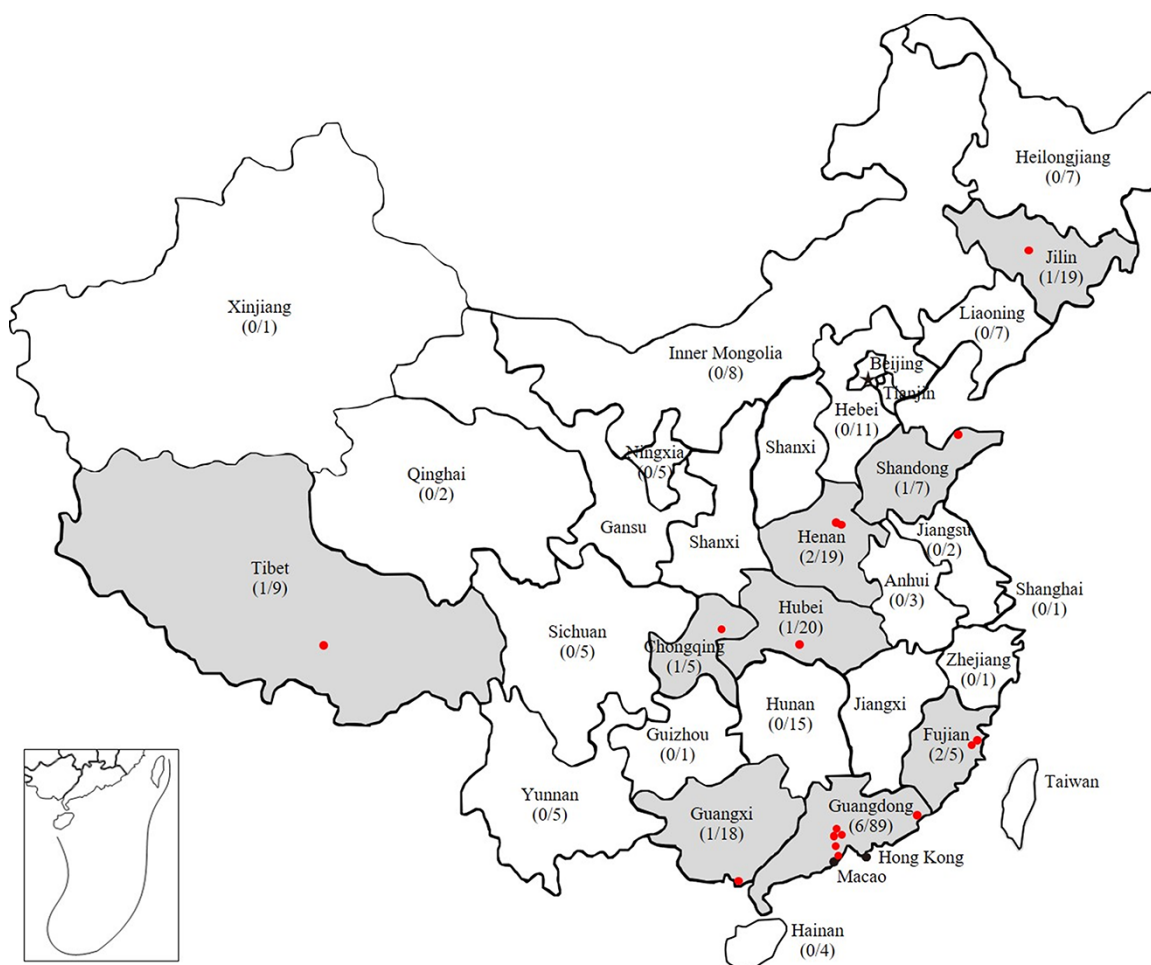 Heilongjiang
(0/7)
Jilin
(1/19)
Xinjiang
(0/1)
Liaoning
(0/7)
Inner Mongolia
(0/8)
Beijing
Tianjin
Hebei
(0/11)
Shanxi
Ningxia
(0/5)
Qinghai
(0/2)
Shandong
(1/7)
Gansu
Shanxi
Henan
(2/19)
Jiangsu
(0/2)
Tibet
(1/9)
Anhui
(0/3)
Shanghai
(0/1)
Hubei
(1/20)
Sichuan
(0/5)
Chongqing
(1/5)
Zhejiang
(0/1)
Hunan
(0/15)
Jiangxi
Guizhou
(0/1)
Fujian
(2/5)
Taiwan
Yunnan
(0/5)
Guangxi
(1/18)
Guangdong
(6/89)
Hong Kong
Macao
Hainan
(0/4)